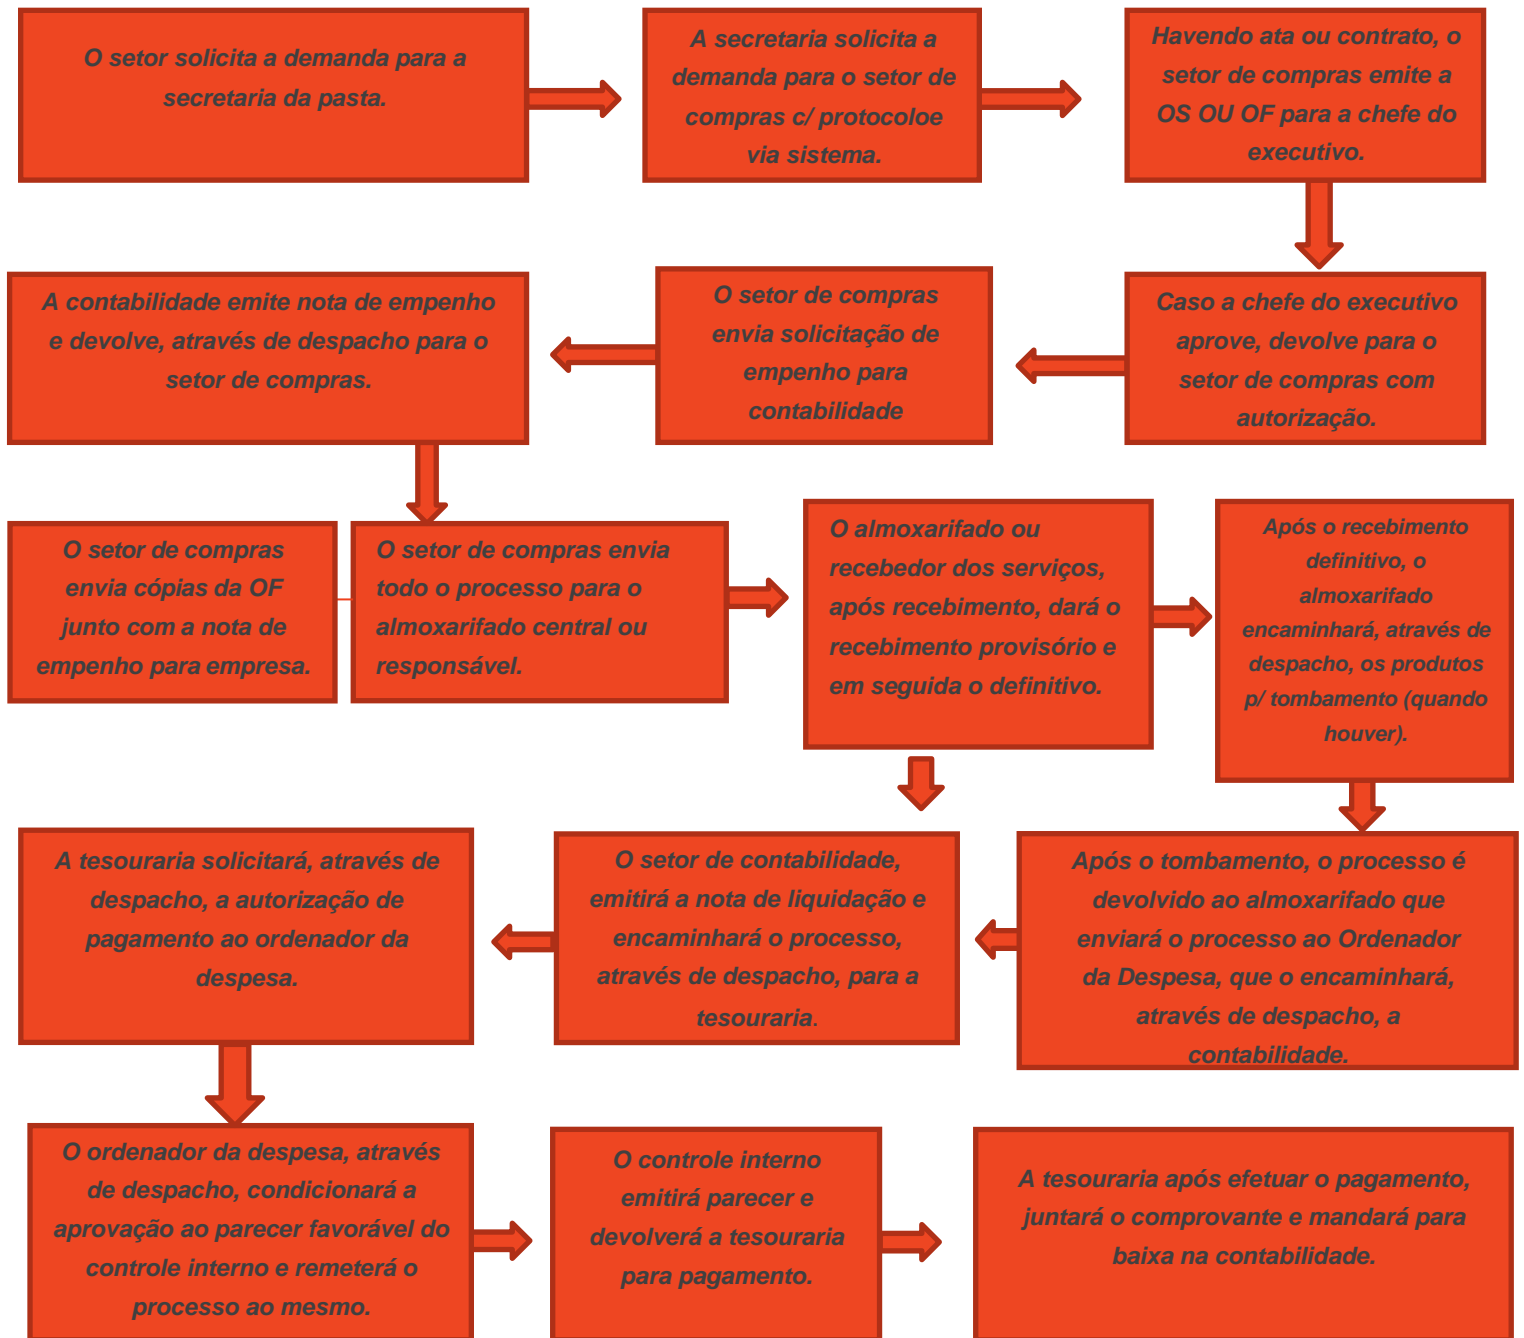 O setor solicita a demanda para a
secretaria da pasta.
A secretaria solicita a
demanda para o setor de
compras c/ protocoloe
via sistema.
Havendo ata ou contrato, o
setor de compras emite a
OS OU OF para a chefe do
executivo.
Caso a chefe do executivo
aprove, devolve para o
setor de compras com
autorização.
O setor de compras
envia solicitação de
empenho para
contabilidade
A contabilidade emite nota de empenho
e devolve, através de despacho para o
setor de compras.
O setor de compras
envia cópias da OF
junto com a nota de
empenho para empresa.
O setor de compras envia
todo o processo para o
almoxarifado central ou
responsável.
O almoxarifado ou
recebedor dos serviços,
após recebimento, dará o
recebimento provisório e
em seguida o definitivo.
Após o recebimento
definitivo, o
almoxarifado
encaminhará, através de
despacho, os produtos
p/ tombamento (quando
houver).
Após o tombamento, o processo é
devolvido ao almoxarifado que
enviará o processo ao Ordenador
da Despesa, que o encaminhará,
através de despacho, a
contabilidade.
O setor de contabilidade,
emitirá a nota de liquidação e
encaminhará o processo,
através de despacho, para a
tesouraria.
A tesouraria solicitará, através de
despacho, a autorização de
pagamento ao ordenador da
despesa.
O ordenador da despesa, através
de despacho, condicionará a
aprovação ao parecer favorável do
controle interno e remeterá o
processo ao mesmo.
O controle interno
emitirá parecer e
devolverá a tesouraria
para pagamento.
A tesouraria após efetuar o pagamento,
juntará o comprovante e mandará para
baixa na contabilidade.